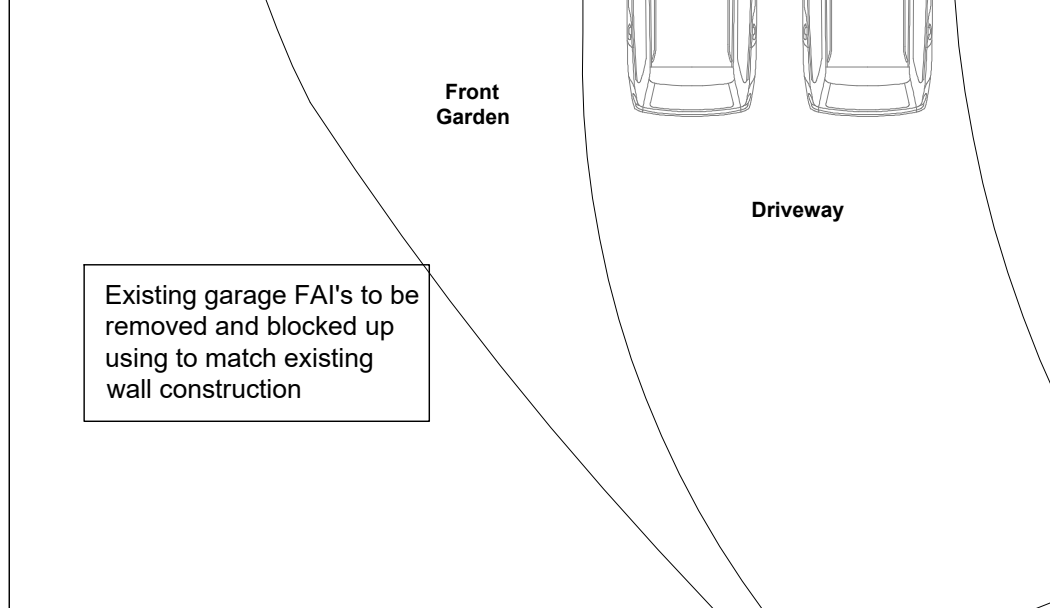 Front
Garden
Driveway
Existing garage FAI's to be
removed and blocked up
using to match existing
wall construction